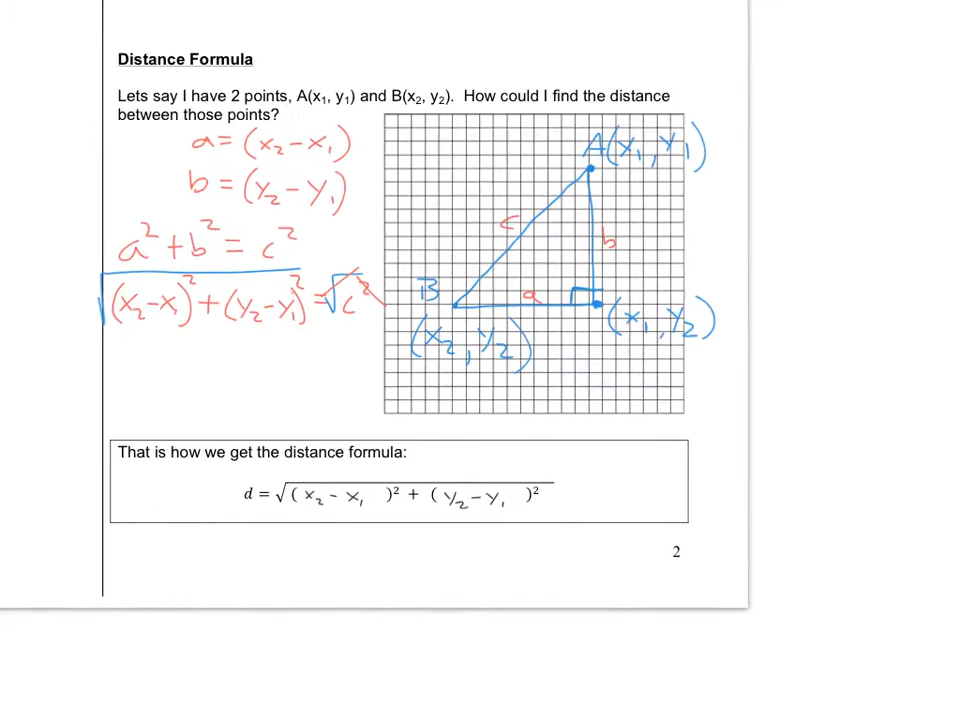 Distance Formula
Lets say I have 2 points, A(x₁, y₁) and B(x₂, y₂). How could I find the distance
between those points?
a = (x₂ - x₁)
A(x₁, y₁)
b = (y₂ - y₁)
a² + b² = c²
c
b
√(x₂-x₁)² + (y₂-y₁)² = √c²
B
a
(x₁, y₂)
(x₂, y₂)
That is how we get the distance formula:
d = √( x₂ - x₁ )² + ( y₂ - y₁ )²
2